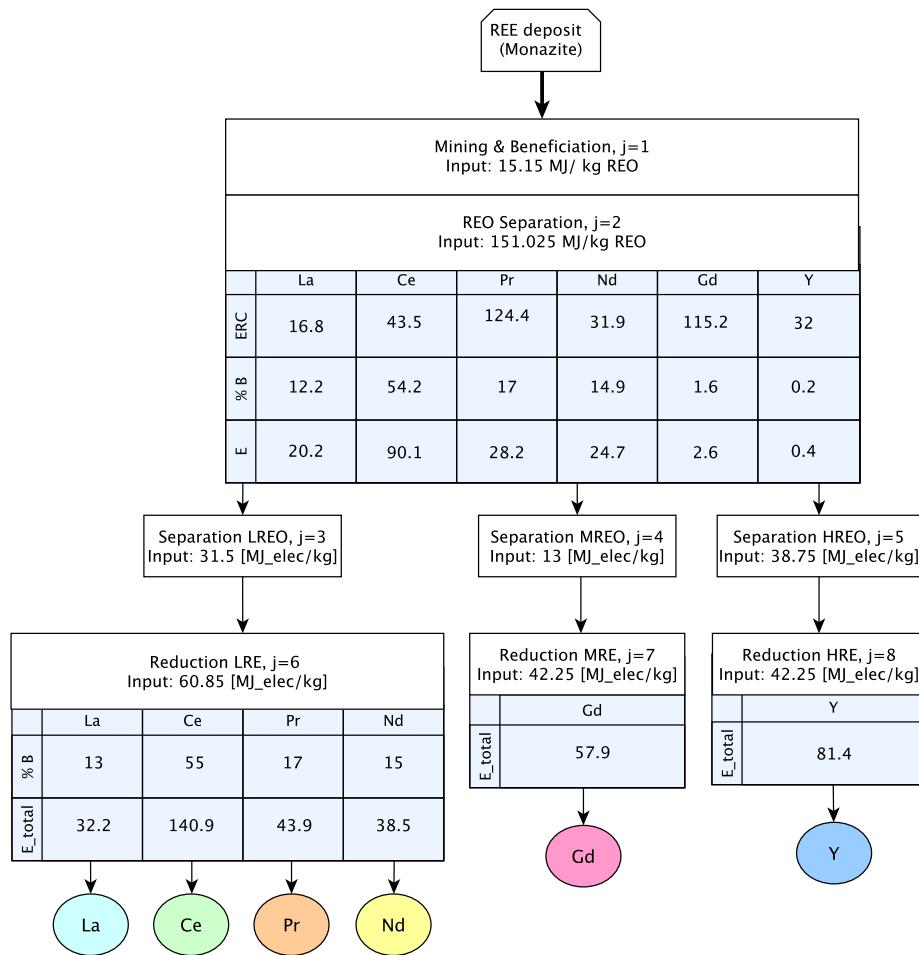 REE deposit
(Monazite)
Mining & Beneficiation, j=1
Input: 15.15 MJ/ kg REO
REO Separation, j=2
Input: 151.025 MJ/kg REO
La Ce Pr Nd Gd Y
ERC 16.8 43.5 124.4 31.9 115.2 32
% B 12.2 54.2 17 14.9 1.6 0.2
E 20.2 90.1 28.2 24.7 2.6 0.4
Separation LREO, j=3
Input: 31.5 [MJ_elec/kg]
Separation MREO, j=4
Input: 13 [MJ_elec/kg]
Separation HREO, j=5
Input: 38.75 [MJ_elec/kg]
Reduction LRE, j=6
Input: 60.85 [MJ_elec/kg]
La Ce Pr Nd
% B 13 55 17 15
E_total 32.2 140.9 43.9 38.5
Reduction MRE, j=7
Input: 42.25 [MJ_elec/kg]
Gd
E_total 57.9
Reduction HRE, j=8
Input: 42.25 [MJ_elec/kg]
Y
E_total 81.4
Gd
Y
La Ce Pr Nd